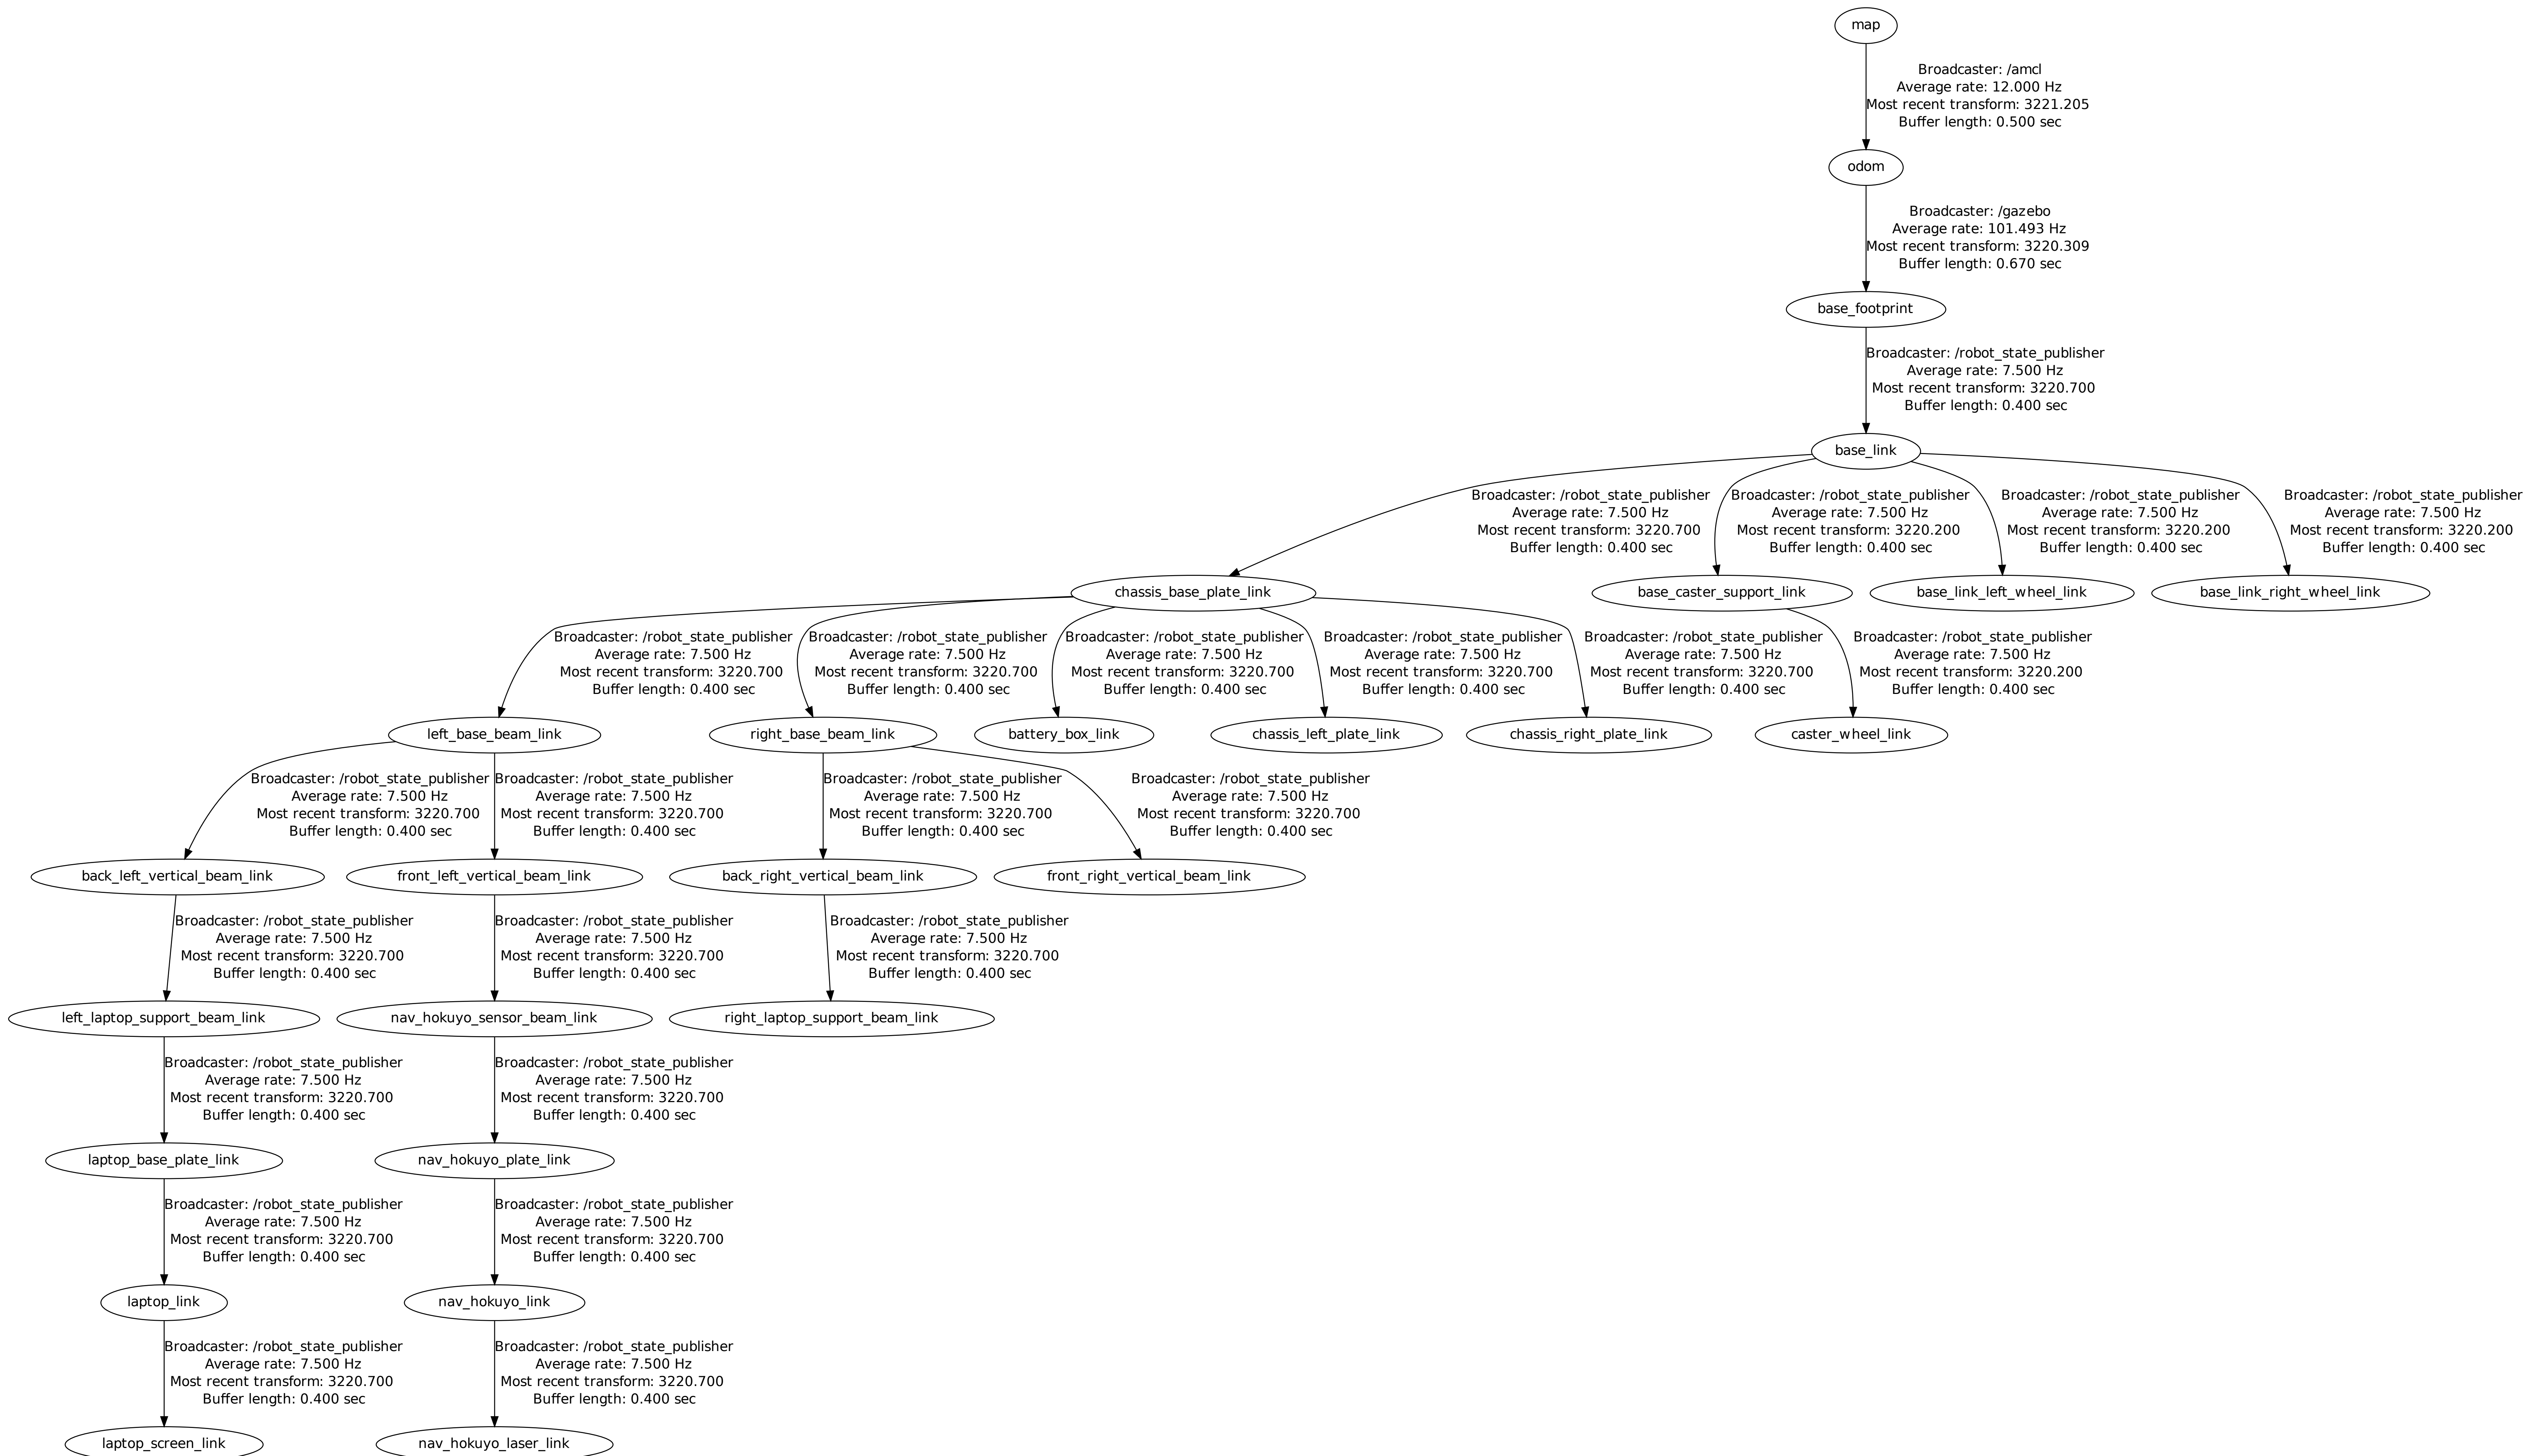 map
Broadcaster: /amcl
Average rate: 12.000 Hz
Most recent transform: 3221.205
Buffer length: 0.500 sec
odom
Broadcaster: /gazebo
Average rate: 101.493 Hz
Most recent transform: 3220.309
Buffer length: 0.670 sec
base_footprint
Broadcaster: /robot_state_publisher
Average rate: 7.500 Hz
Most recent transform: 3220.700
Buffer length: 0.400 sec
base_link
Broadcaster: /robot_state_publisher
Average rate: 7.500 Hz
Most recent transform: 3220.700
Buffer length: 0.400 sec
Broadcaster: /robot_state_publisher
Average rate: 7.500 Hz
Most recent transform: 3220.200
Buffer length: 0.400 sec
Broadcaster: /robot_state_publisher
Average rate: 7.500 Hz
Most recent transform: 3220.200
Buffer length: 0.400 sec
Broadcaster: /robot_state_publisher
Average rate: 7.500 Hz
Most recent transform: 3220.200
Buffer length: 0.400 sec
chassis_base_plate_link
base_caster_support_link
base_link_left_wheel_link
base_link_right_wheel_link
Broadcaster: /robot_state_publisher
Average rate: 7.500 Hz
Most recent transform: 3220.700
Buffer length: 0.400 sec
Broadcaster: /robot_state_publisher
Average rate: 7.500 Hz
Most recent transform: 3220.700
Buffer length: 0.400 sec
Broadcaster: /robot_state_publisher
Average rate: 7.500 Hz
Most recent transform: 3220.700
Buffer length: 0.400 sec
Broadcaster: /robot_state_publisher
Average rate: 7.500 Hz
Most recent transform: 3220.700
Buffer length: 0.400 sec
Broadcaster: /robot_state_publisher
Average rate: 7.500 Hz
Most recent transform: 3220.700
Buffer length: 0.400 sec
Broadcaster: /robot_state_publisher
Average rate: 7.500 Hz
Most recent transform: 3220.200
Buffer length: 0.400 sec
left_base_beam_link
right_base_beam_link
battery_box_link
chassis_left_plate_link
chassis_right_plate_link
caster_wheel_link
Broadcaster: /robot_state_publisher
Average rate: 7.500 Hz
Most recent transform: 3220.700
Buffer length: 0.400 sec
Broadcaster: /robot_state_publisher
Average rate: 7.500 Hz
Most recent transform: 3220.700
Buffer length: 0.400 sec
Broadcaster: /robot_state_publisher
Average rate: 7.500 Hz
Most recent transform: 3220.700
Buffer length: 0.400 sec
Broadcaster: /robot_state_publisher
Average rate: 7.500 Hz
Most recent transform: 3220.700
Buffer length: 0.400 sec
back_left_vertical_beam_link
front_left_vertical_beam_link
back_right_vertical_beam_link
front_right_vertical_beam_link
Broadcaster: /robot_state_publisher
Average rate: 7.500 Hz
Most recent transform: 3220.700
Buffer length: 0.400 sec
Broadcaster: /robot_state_publisher
Average rate: 7.500 Hz
Most recent transform: 3220.700
Buffer length: 0.400 sec
Broadcaster: /robot_state_publisher
Average rate: 7.500 Hz
Most recent transform: 3220.700
Buffer length: 0.400 sec
left_laptop_support_beam_link
nav_hokuyo_sensor_beam_link
right_laptop_support_beam_link
Broadcaster: /robot_state_publisher
Average rate: 7.500 Hz
Most recent transform: 3220.700
Buffer length: 0.400 sec
Broadcaster: /robot_state_publisher
Average rate: 7.500 Hz
Most recent transform: 3220.700
Buffer length: 0.400 sec
laptop_base_plate_link
nav_hokuyo_plate_link
Broadcaster: /robot_state_publisher
Average rate: 7.500 Hz
Most recent transform: 3220.700
Buffer length: 0.400 sec
Broadcaster: /robot_state_publisher
Average rate: 7.500 Hz
Most recent transform: 3220.700
Buffer length: 0.400 sec
laptop_link
nav_hokuyo_link
Broadcaster: /robot_state_publisher
Average rate: 7.500 Hz
Most recent transform: 3220.700
Buffer length: 0.400 sec
Broadcaster: /robot_state_publisher
Average rate: 7.500 Hz
Most recent transform: 3220.700
Buffer length: 0.400 sec
laptop_screen_link
nav_hokuyo_laser_link